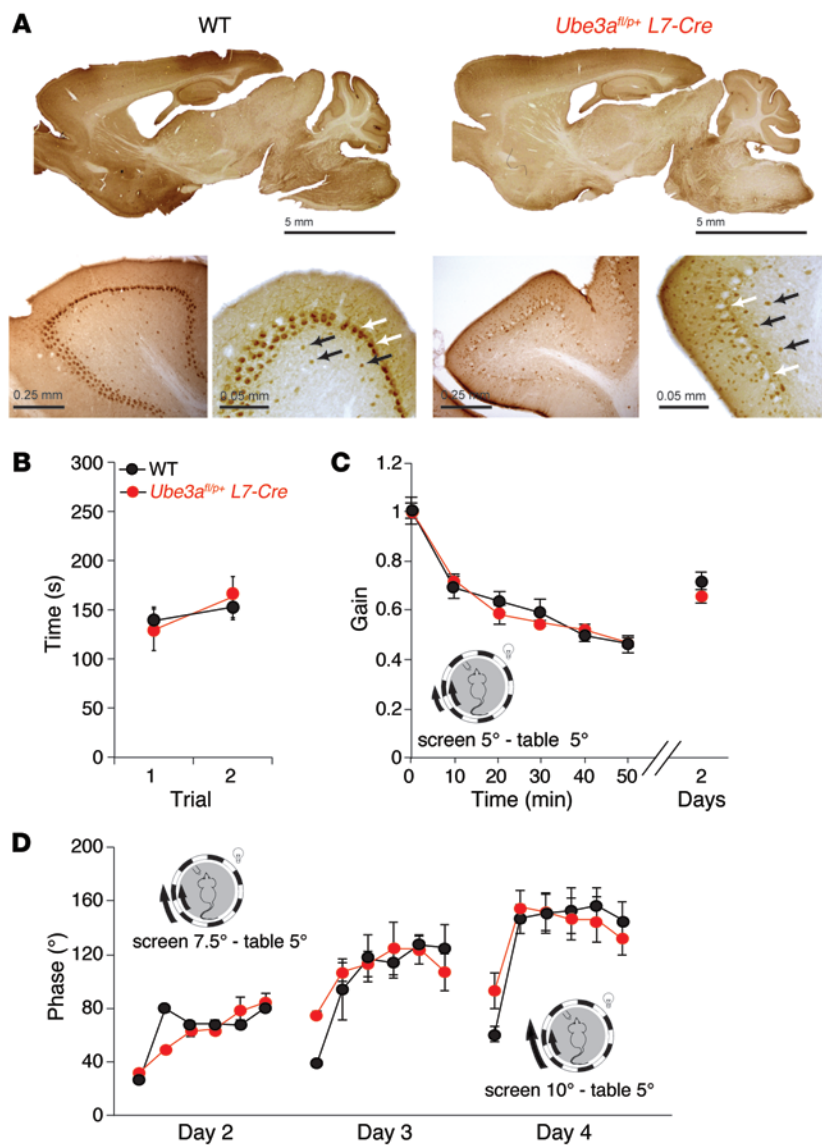 A
WT
Ube3a^fl/p+ L7-Cre
5 mm
5 mm
0.25 mm
0.05 mm
0.25 mm
0.05 mm
B
WT
Ube3a^fl/p+ L7-Cre
300
250
200
150
100
50
0
Time (s)
1 2
Trial
C
1.2
1
0.8
0.6
0.4
0.2
0
Gain
screen 5° - table 5°
0 10 20 30 40 50 2
Time (min) Days
D
200
160
120
80
40
0
Phase (°)
screen 7.5° - table 5°
screen 10° - table 5°
Day 2 Day 3 Day 4